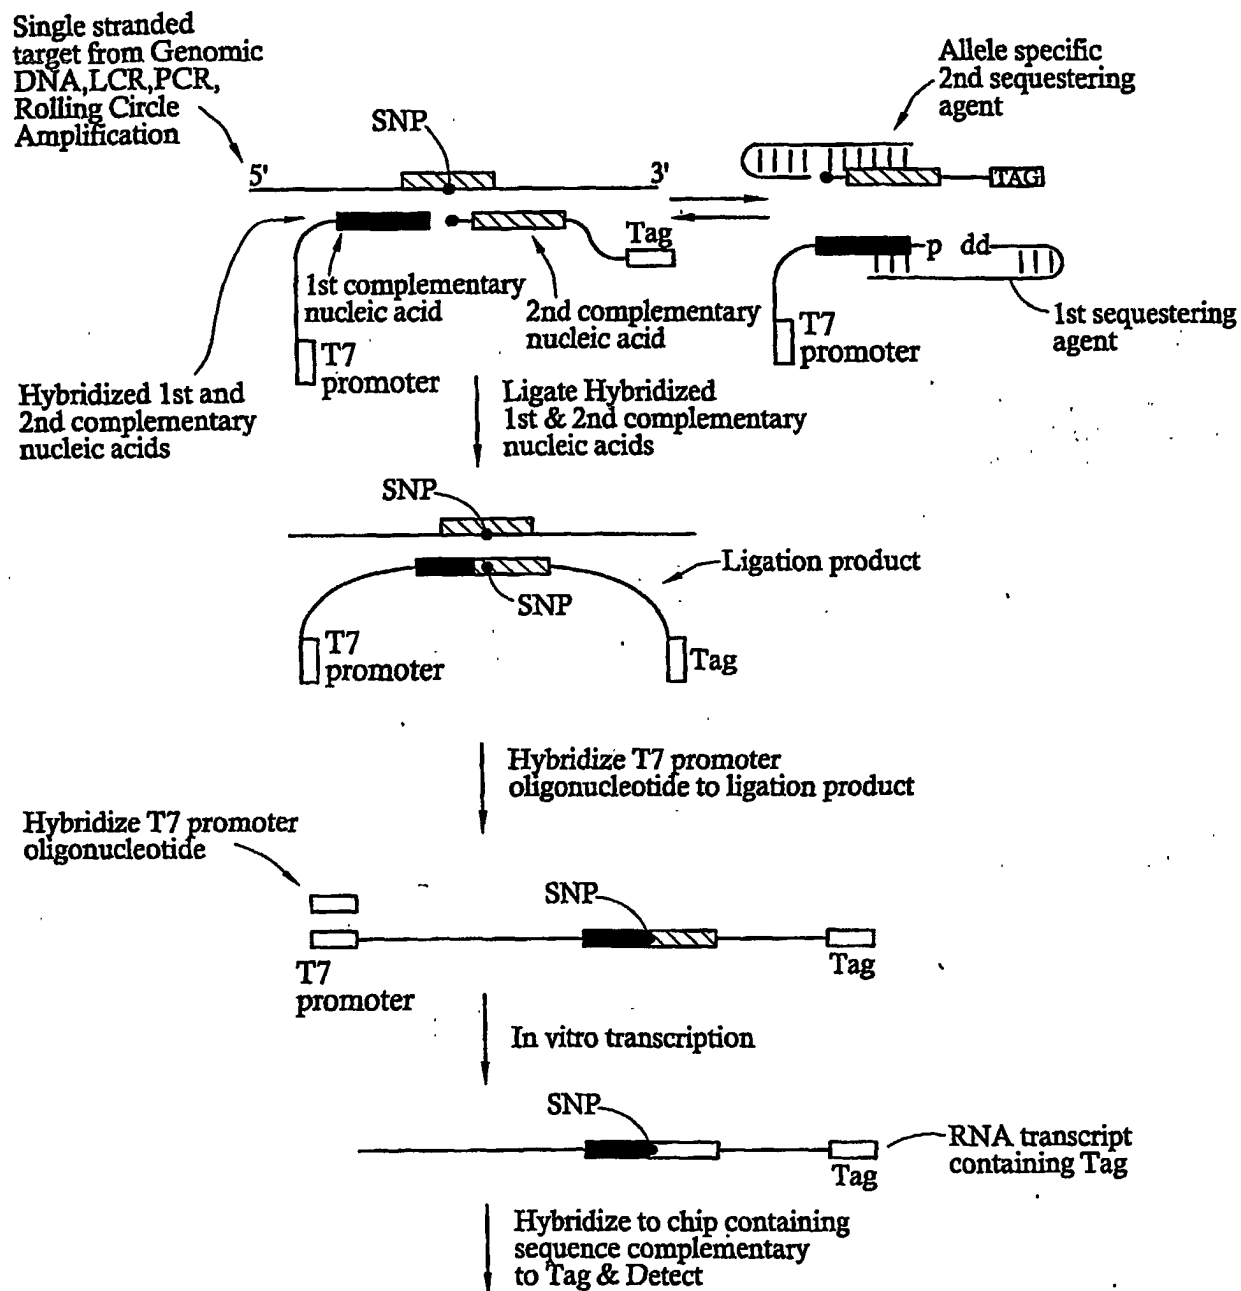 Single stranded
target from Genomic
DNA,LCR,PCR,
Rolling Circle
Amplification
SNP
5'
3'
Allele specific
2nd sequestering
agent
TAG
Tag
1st complementary
nucleic acid
2nd complementary
nucleic acid
T7
promoter
p dd
1st sequestering
agent
T7
promoter
Hybridized 1st and
2nd complementary
nucleic acids
Ligate Hybridized
1st & 2nd complementary
nucleic acids
SNP
Ligation product
SNP
T7
promoter
Tag
Hybridize T7 promoter
oligonucleotide to ligation product
Hybridize T7 promoter
oligonucleotide
SNP
T7
promoter
Tag
In vitro transcription
SNP
Tag
RNA transcript
containing Tag
Hybridize to chip containing
sequence complementary
to Tag & Detect